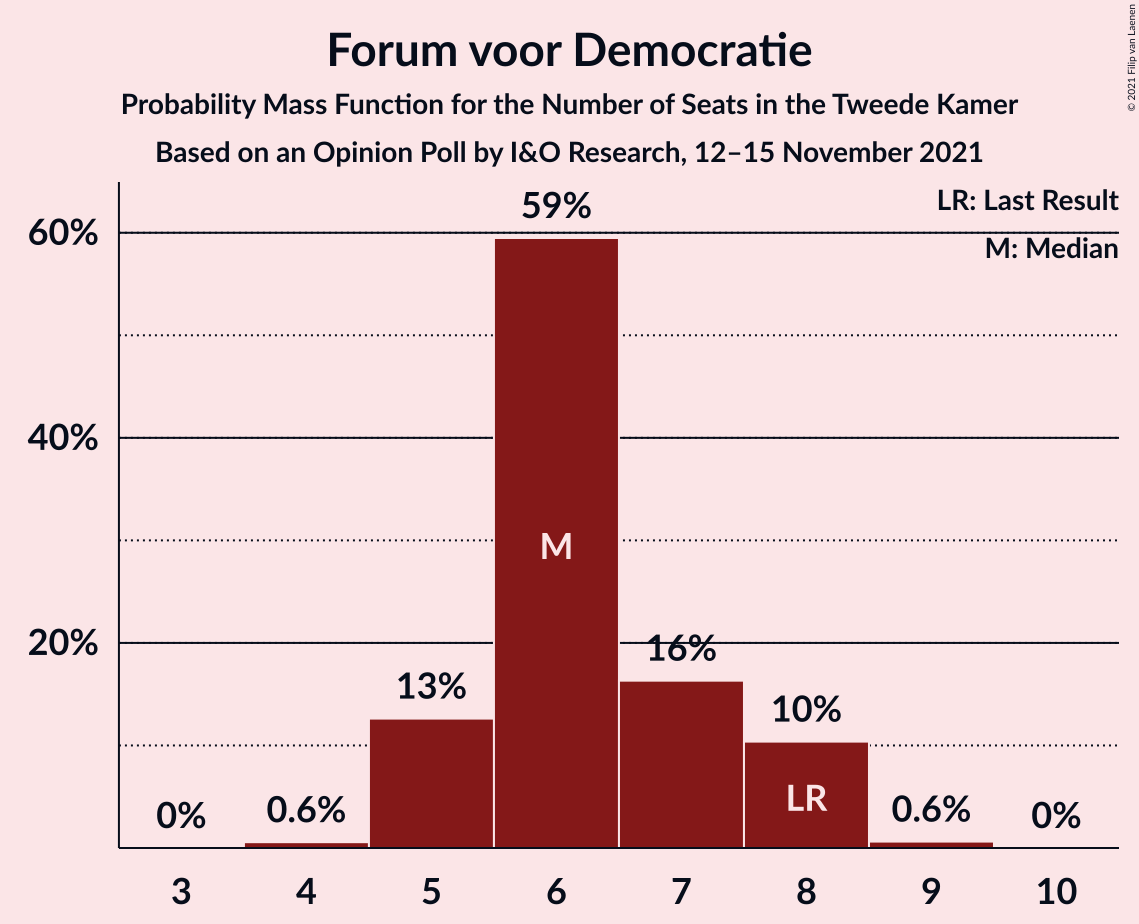 Forum voor Democratie
Probability Mass Function for the Number of Seats in the Tweede Kamer
Based on an Opinion Poll by I&O Research, 12–15 November 2021
© 2021 Filip van Laenen
LR: Last Result
M: Median
60%
40%
20%
0%
0.6%
13%
59%
16%
10%
0.6%
0%
M
LR
3 4 5 6 7 8 9 10